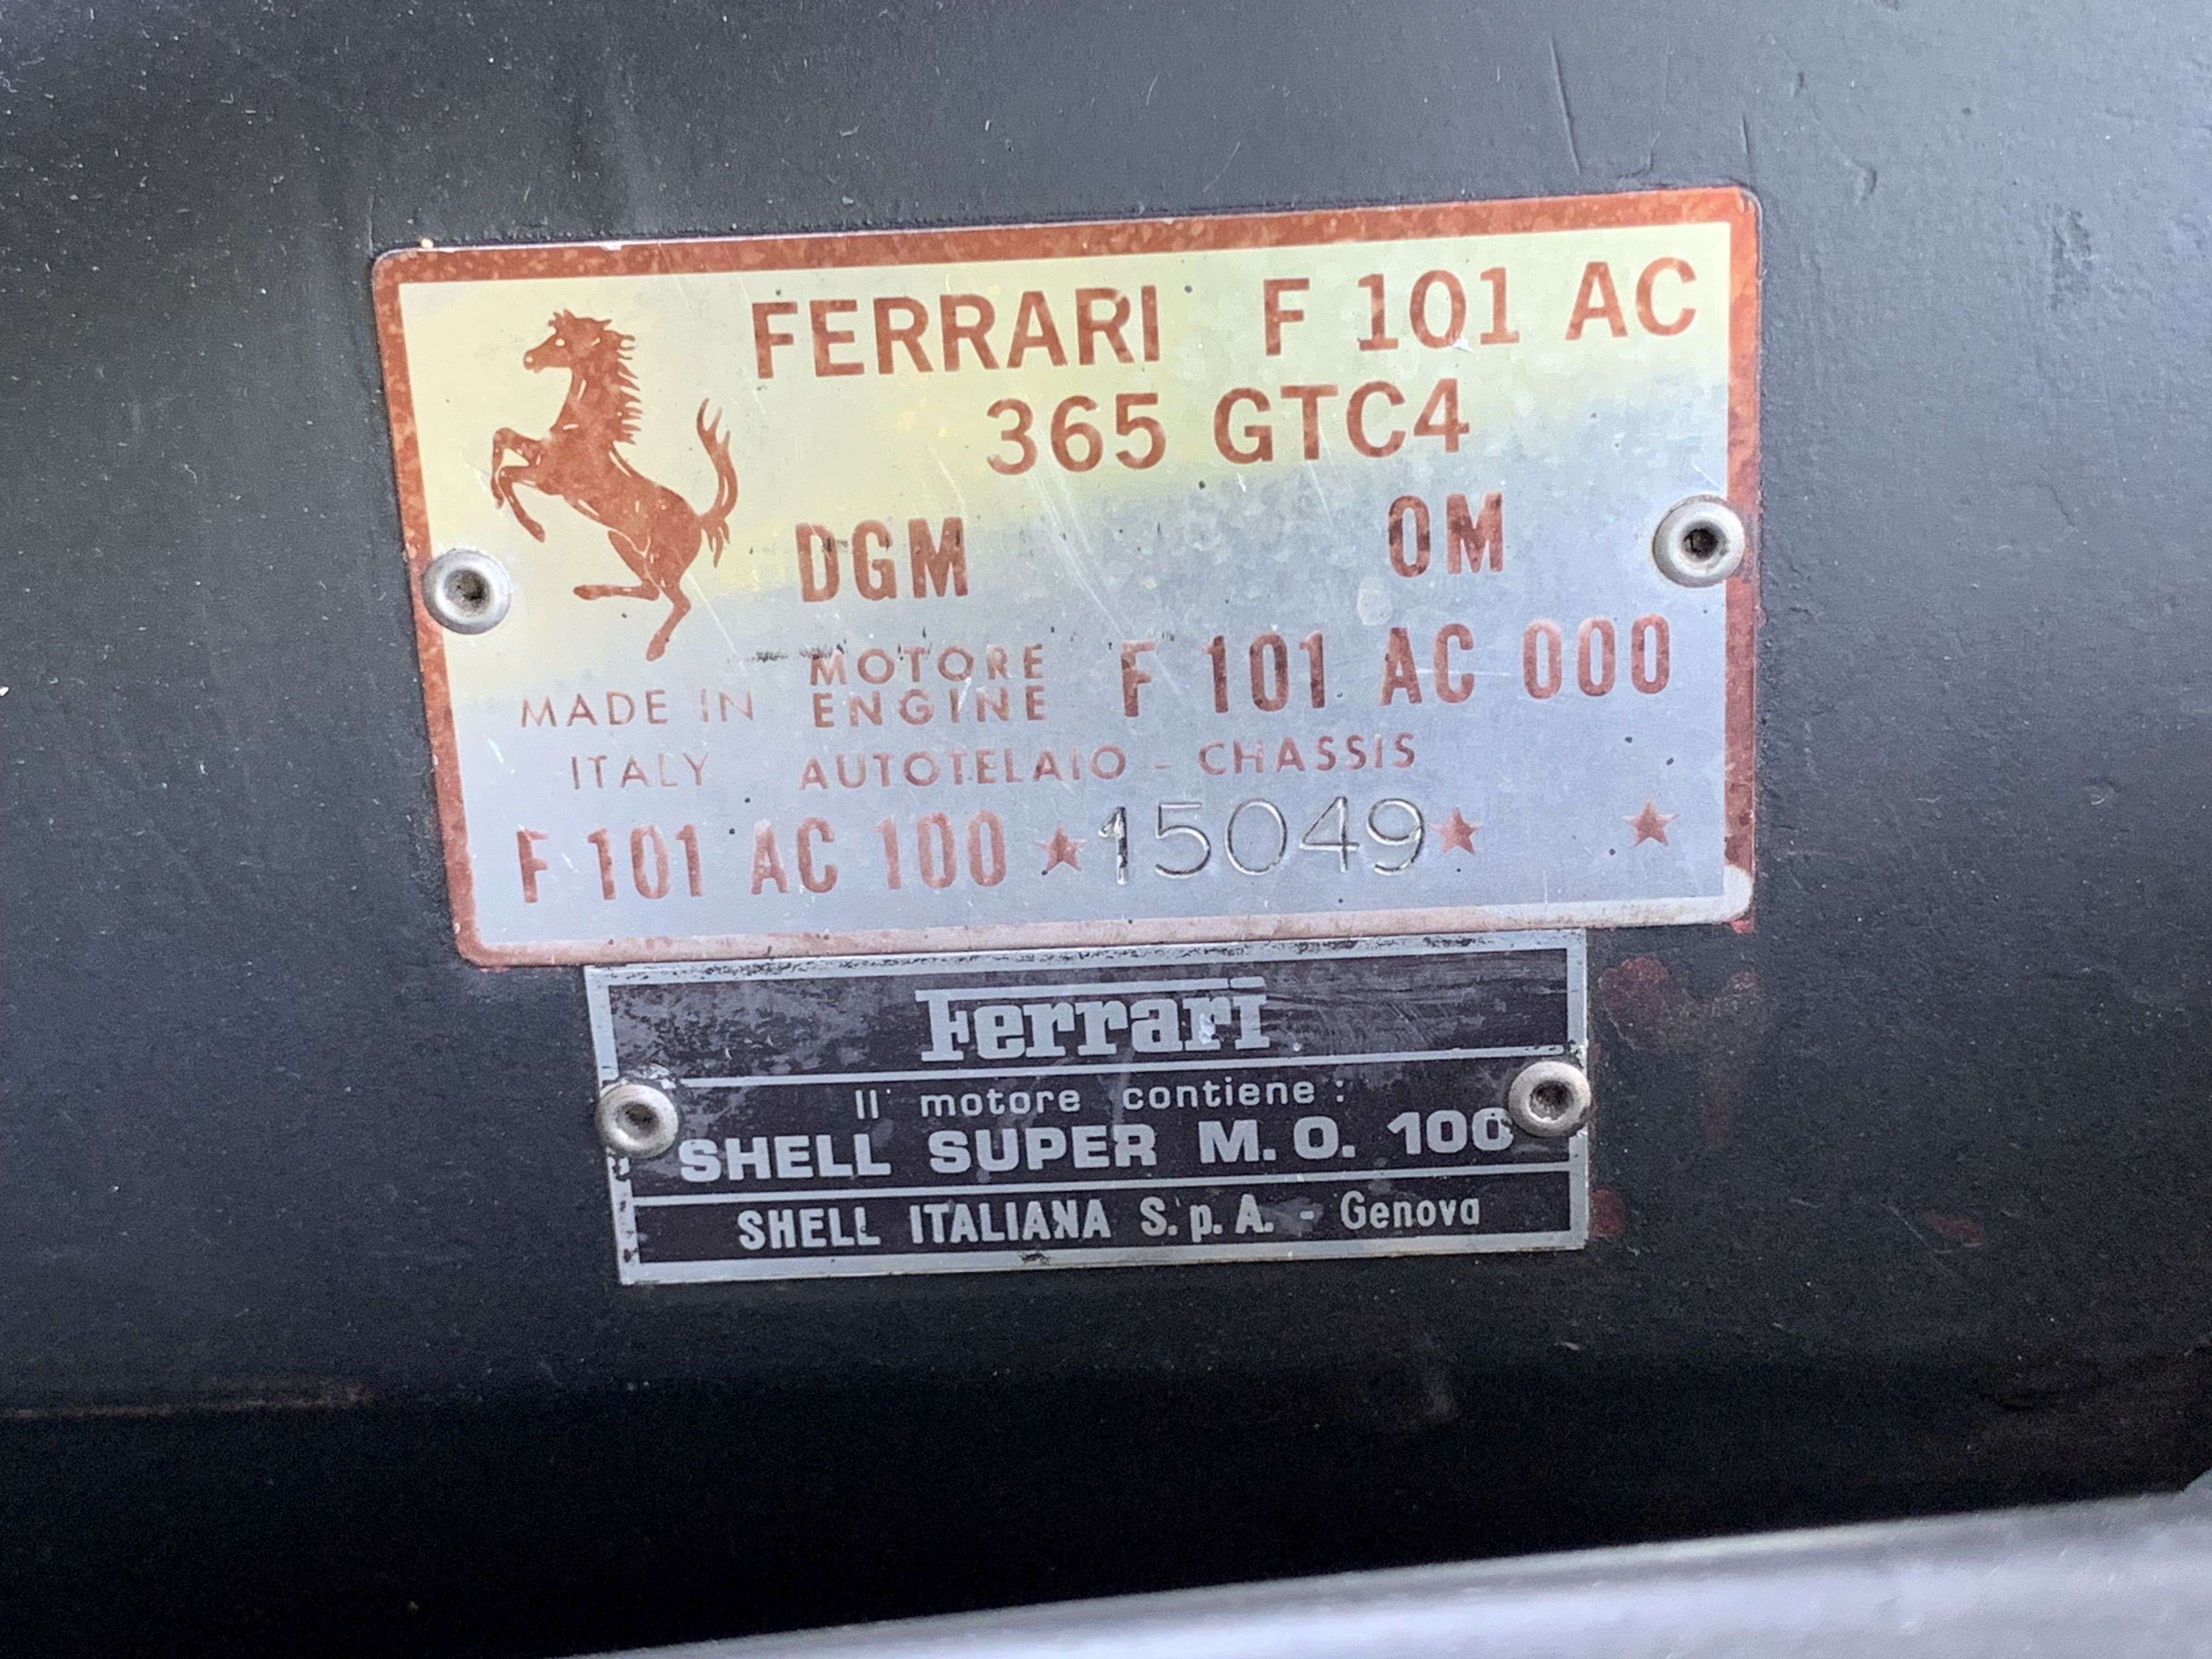 FERRARI F 101 AC
365 GTC4
DGM OM
MOTORE
MADE IN ENGINE F 101 AC 000
ITALY AUTOTELAIO - CHASSIS
F 101 AC 100 ★15049★ ★
Ferrari
Il motore contiene:
SHELL SUPER M. O. 100
SHELL ITALIANA S.p.A. - Genova